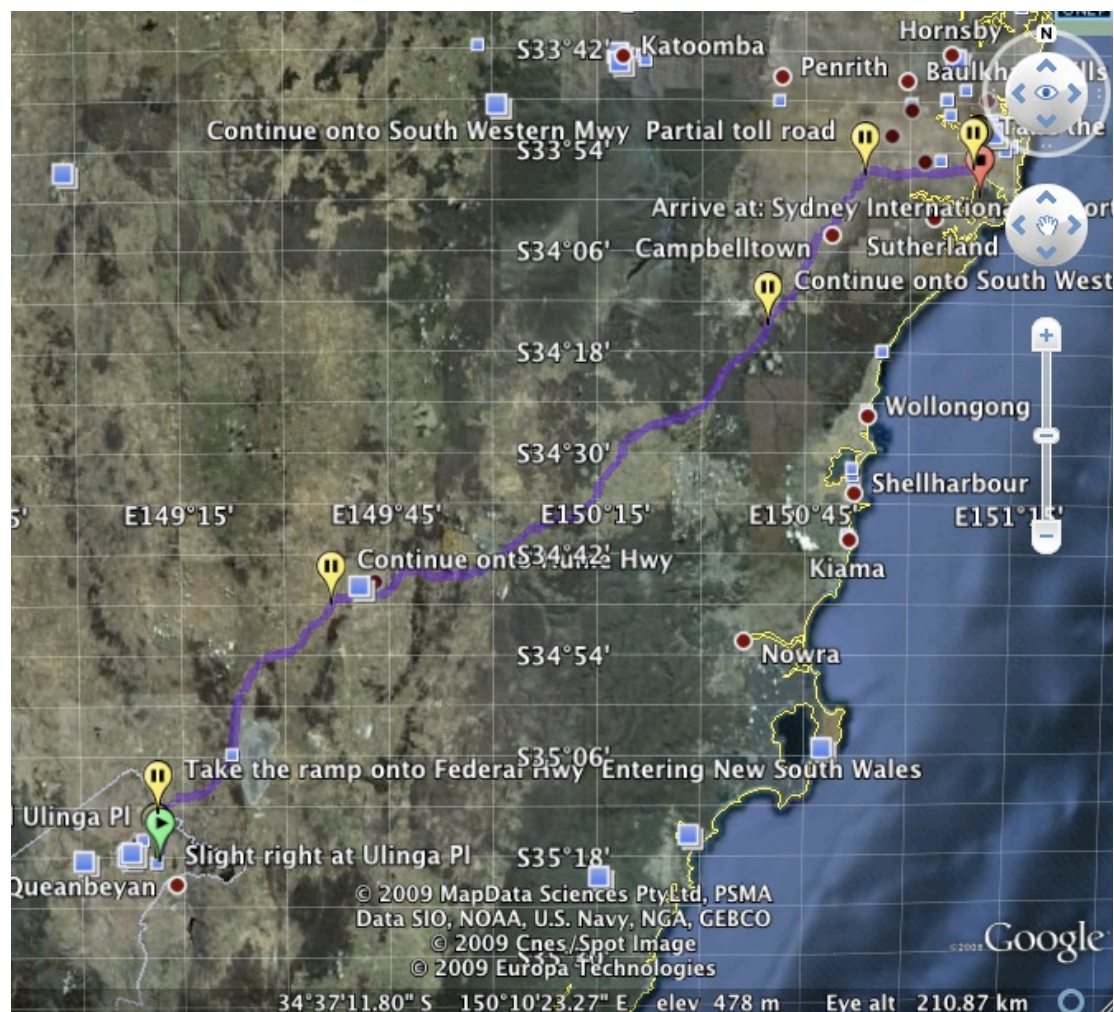 Hornsby
N
S33°42'
Katoomba
Penrith
Continue onto South Western Mwy Partial toll road
S33°54'
Arrive at: Sydney International
S34°06'
Campbelltown
Sutherland
Continue onto South West
S34°18'
Wollongong
S34°30'
Shellharbour
E149°15'
E149°45'
E150°15'
E150°45'
E151°15'
S34°42'
Continue onto Hume Hwy
Kiama
S34°54'
Nowra
S35°06'
Take the ramp onto Federal Hwy Entering New South Wales
Ulinga Pl
Slight right at Ulinga Pl
S35°18'
Queanbeyan
© 2009 MapData Sciences PtyLtd, PSMA
Data SIO, NOAA, U.S. Navy, NGA, GEBCO
© 2009 Cnes/Spot Image
© 2009 Europa Technologies
Google
34°37'11.80" S 150°10'23.27" E elev 478 m Eye alt 210.87 km